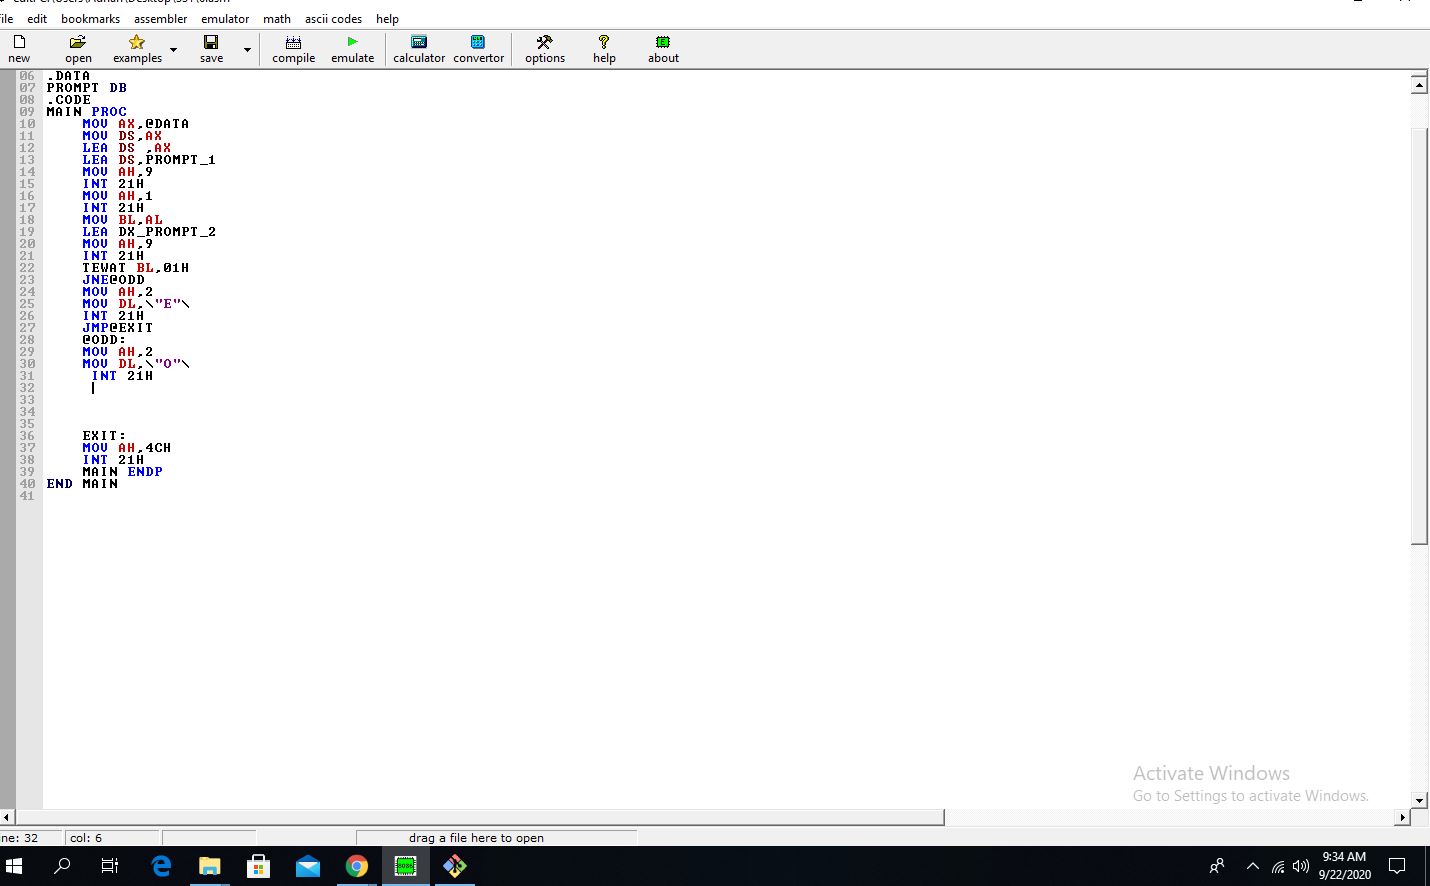 file edit bookmarks assembler emulator math ascii codes help
new open examples save compile emulate calculator convertor options help about
06 .DATA
07 PROMPT DB
08 .CODE
09 MAIN PROC
10 MOV AX,@DATA
11 MOV DS,AX
12 LEA DS ,AX
13 LEA DS,PROMPT_1
14 MOV AH,9
15 INT 21H
16 MOV AH,1
17 INT 21H
18 MOV BL,AL
19 LEA DX_PROMPT_2
20 MOV AH,9
21 INT 21H
22 TEWAT BL,01H
23 JNE@ODD
24 MOV AH,2
25 MOV DL,\"E"\
26 INT 21H
27 JMP@EXIT
28 @ODD:
29 MOV AH,2
30 MOV DL,\"O"\
31 INT 21H
32
33
34
35
36 EXIT:
37 MOV AH,4CH
38 INT 21H
39 MAIN ENDP
40 END MAIN
41
Activate Windows
Go to Settings to activate Windows.
ne: 32 col: 6 drag a file here to open
9:34 AM
9/22/2020